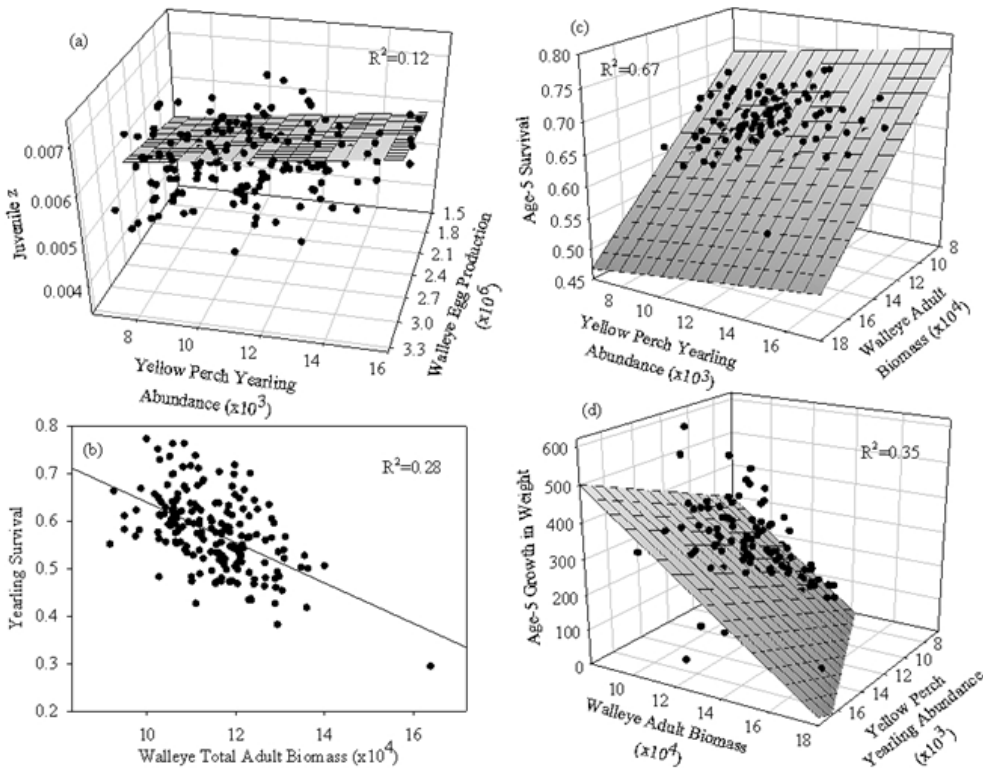 (a)
R²=0.12
Juvenile z
0.007
0.006
0.005
0.004
8
10
12
14
16
Yellow Perch Yearling
Abundance (x10³)
1.5
1.8
2.1
2.4
2.7
3.0
3.3
Walleye Egg Production
(x10⁶)
(c)
R²=0.67
Age-5 Survival
0.80
0.75
0.70
0.65
0.60
0.55
0.50
0.45
8
10
12
14
16
Yellow Perch Yearling
Abundance (x10³)
8
10
12
14
16
18
Walleye Adult
Biomass (x10⁴)
(b)
R²=0.28
Yearling Survival
0.8
0.7
0.6
0.5
0.4
0.3
0.2
10
12
14
16
Walleye Total Adult Biomass (x10⁴)
(d)
R²=0.35
Age-5 Growth in Weight
600
500
400
300
200
100
0
10
12
14
16
18
Walleye Adult Biomass
(x10⁴)
8
10
12
14
16
Yellow Perch
Yearling Abundance
(x10³)